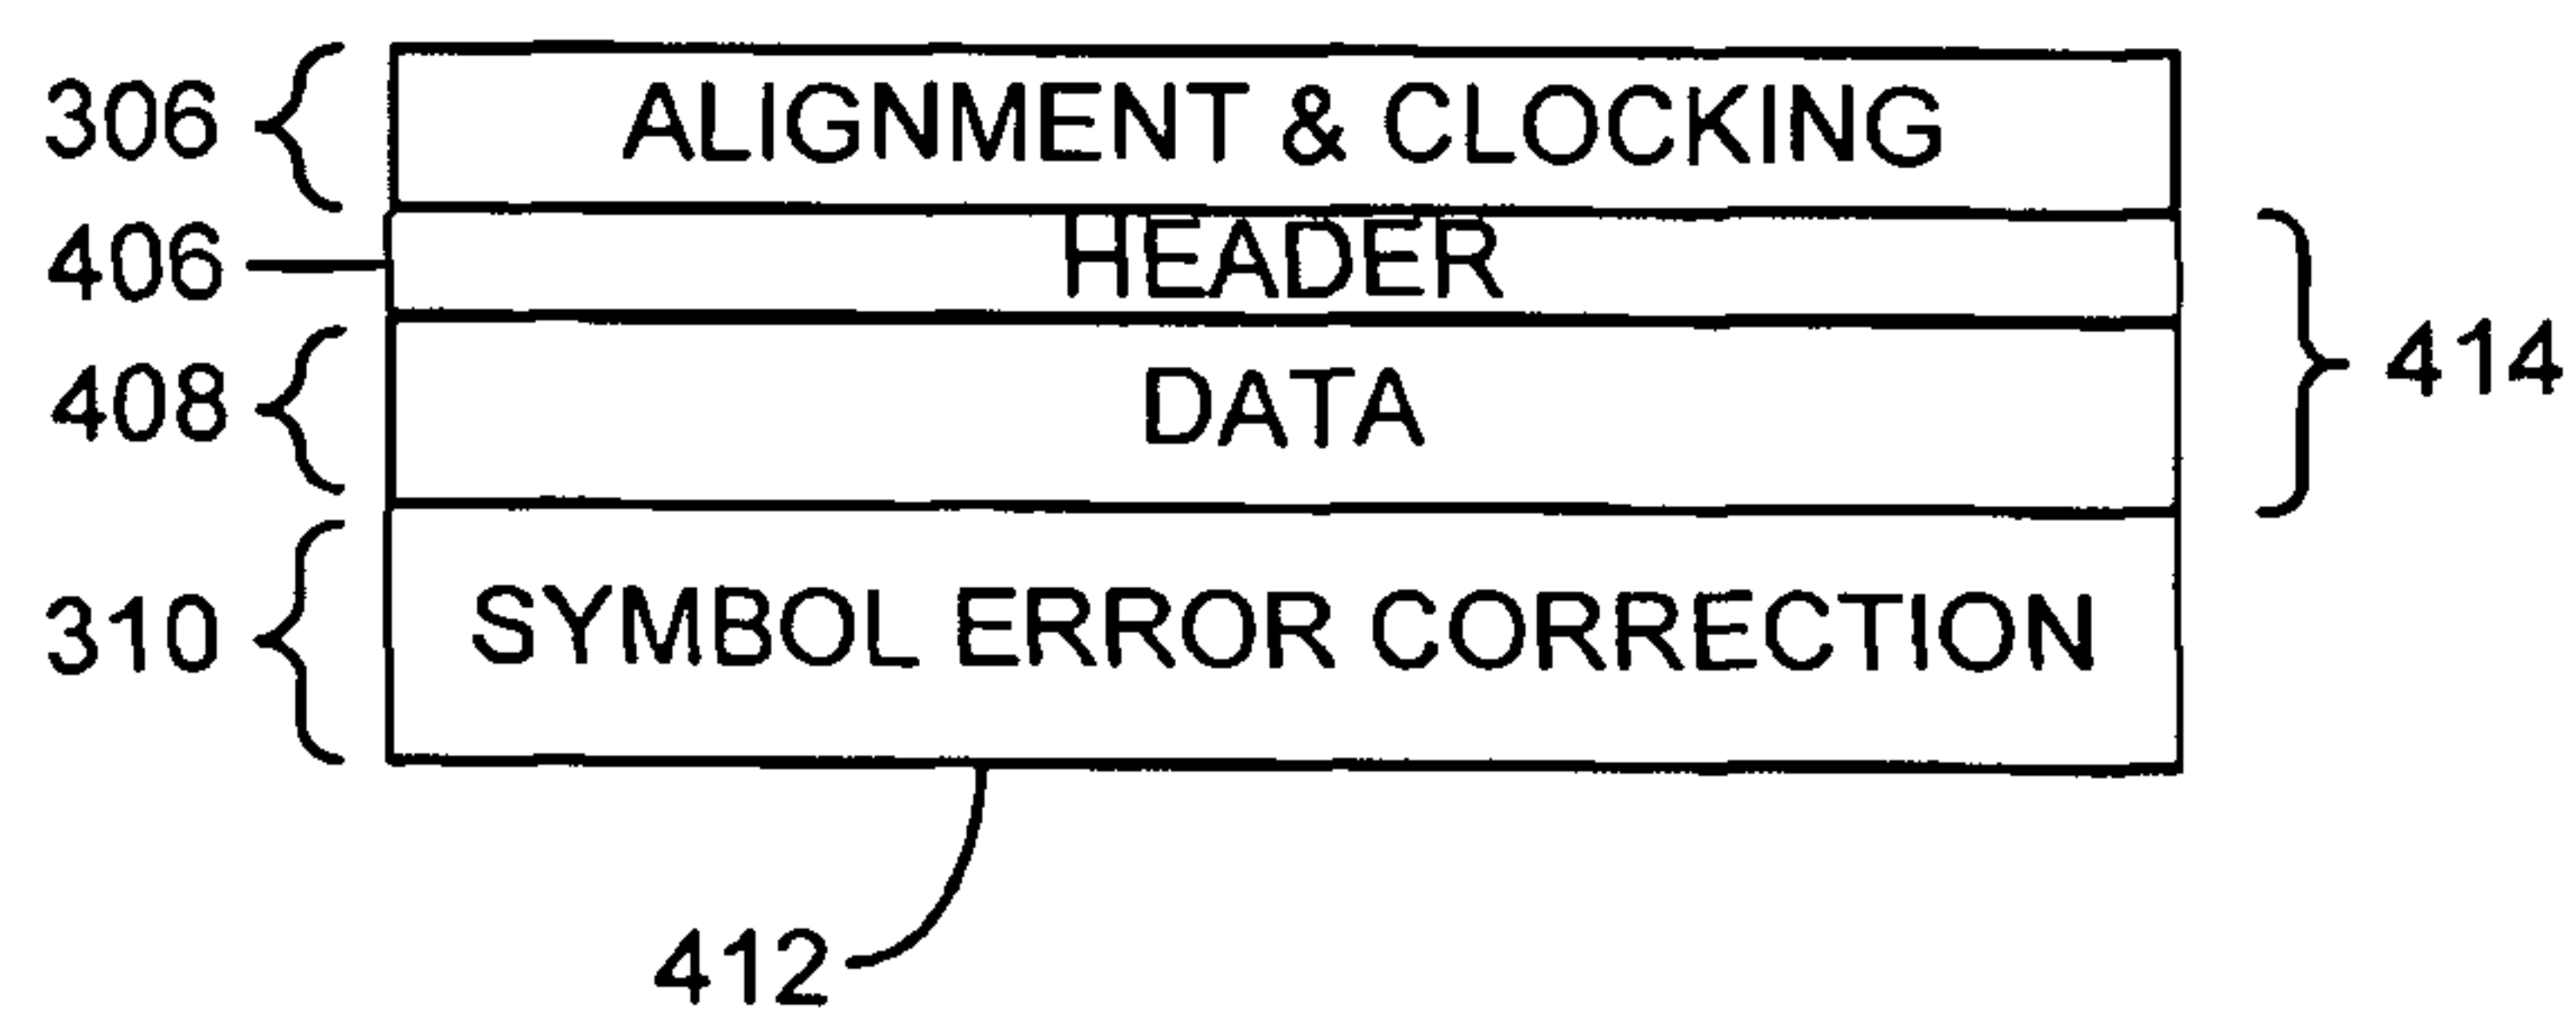 306 ALIGNMENT & CLOCKING
406 HEADER
408 DATA 414
310 SYMBOL ERROR CORRECTION
412